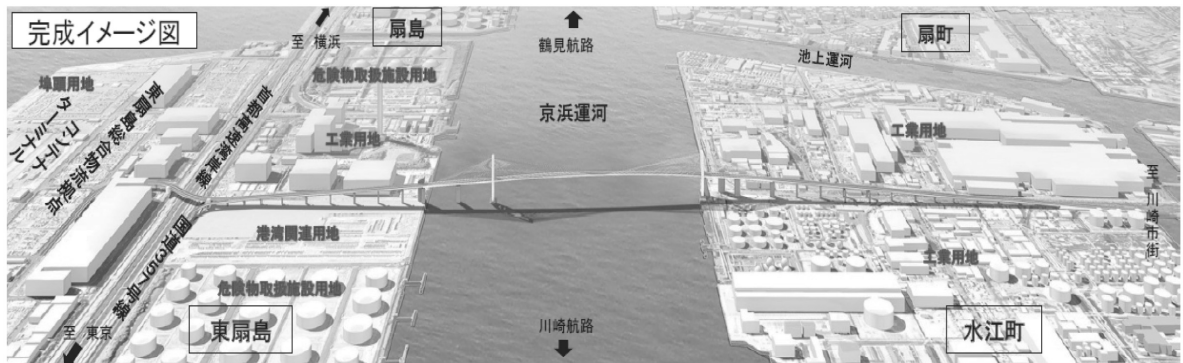 完成イメージ図
至 横浜
扇島
鶴見航路
扇町
池上運河
埠頭用地
コンテナ
ターミナル
東扇島総合物流拠点
首都高速湾岸線
危険物取扱施設用地
工業用地
京浜運河
工業用地
至 川崎市街
国道357号線
港湾関連用地
危険物取扱施設用地
工業用地
至 東京
東扇島
川崎航路
水江町